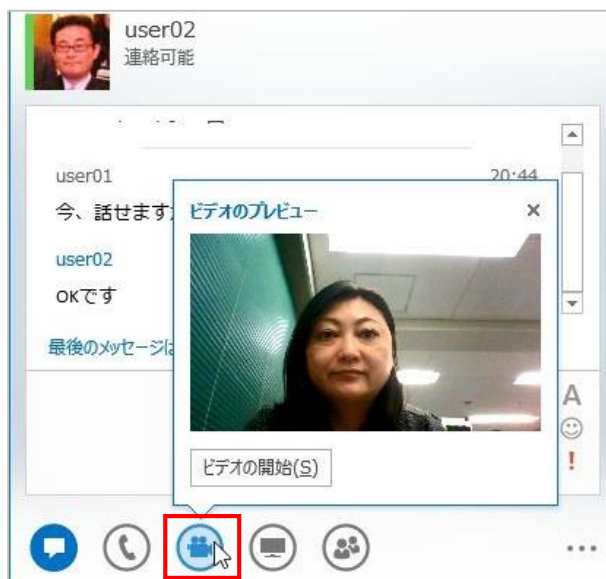 user02
連絡可能
user01 20:44
今、話せます
user02
OKです
最後のメッセージは
ビデオのプレビュー
ビデオの開始(S)
A
!